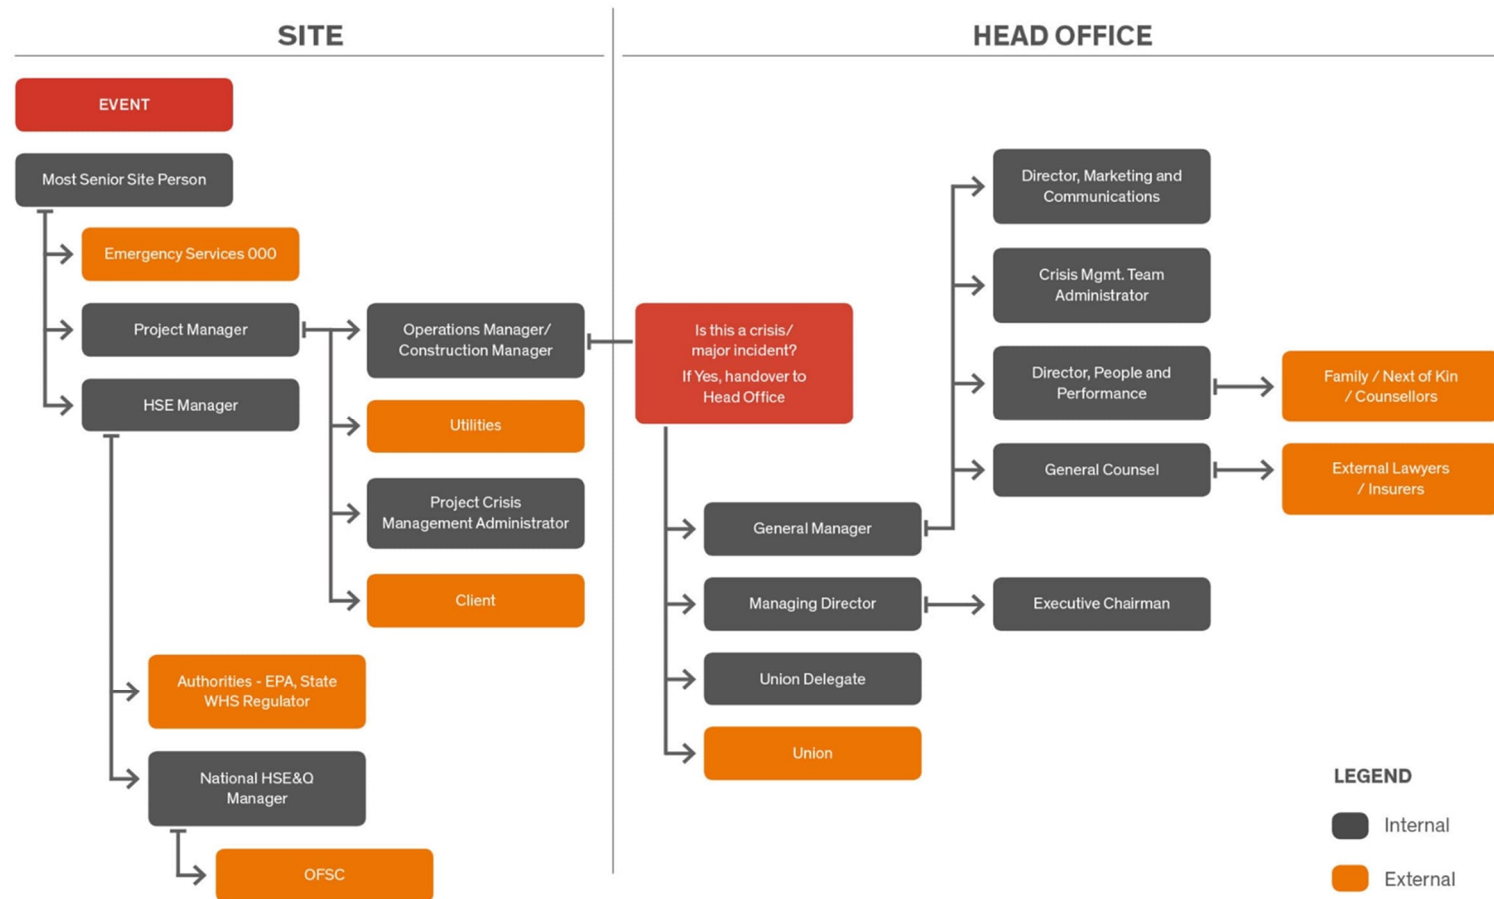 SITE
EVENT
Most Senior Site Person
Emergency Services 000
Project Manager
HSE Manager
Operations Manager/
Construction Manager
Utilities
Project Crisis
Management Administrator
Client
Authorities - EPA, State
WHS Regulator
National HSE&Q
Manager
OFSC
HEAD OFFICE
Is this a crisis/
major incident?
If Yes, handover to
Head Office
General Manager
Managing Director
Union Delegate
Union
Director, Marketing and
Communications
Crisis Mgmt. Team
Administrator
Director, People and
Performance
General Counsel
Executive Chairman
Family / Next of Kin
/ Counsellors
External Lawyers
/ Insurers
LEGEND
Internal
External